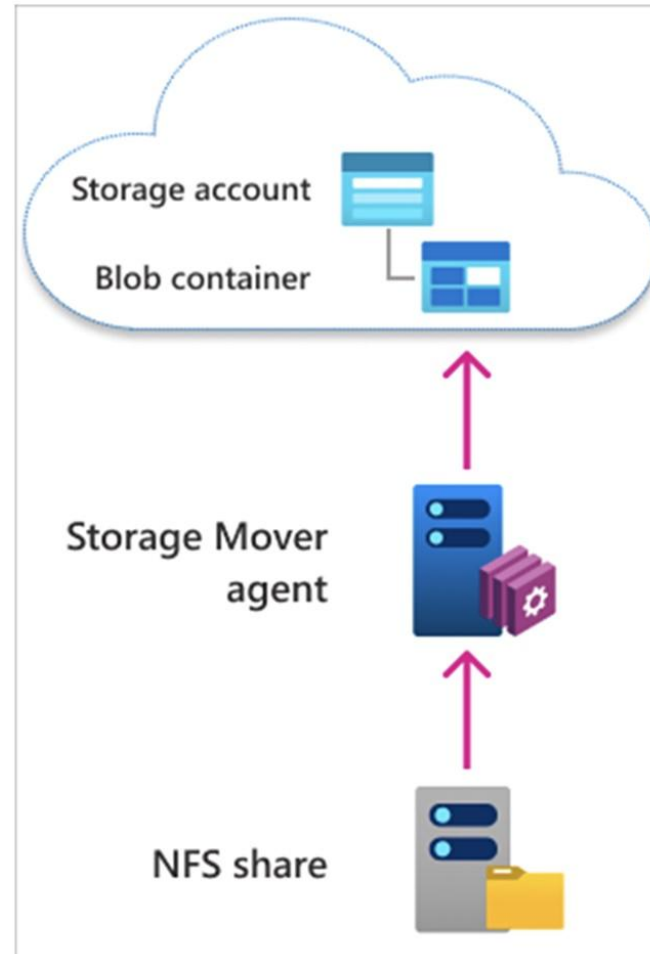 Storage account
Blob container
Storage Mover
agent
NFS share